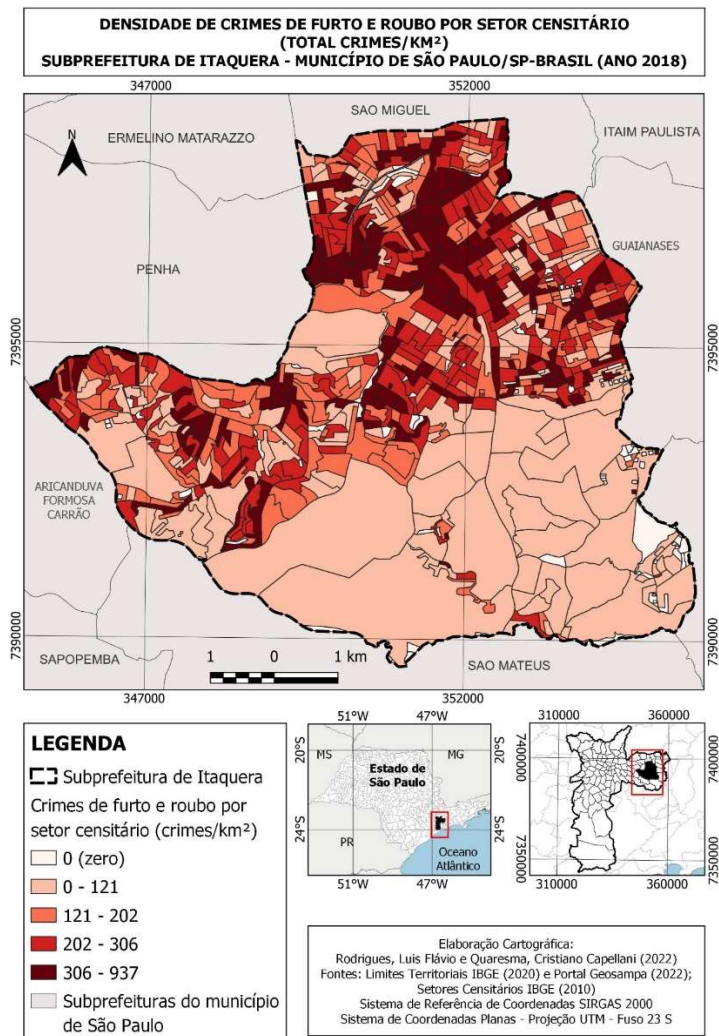 DENSIDADE DE CRIMES DE FURTO E ROUBO POR SETOR CENSITÁRIO
(TOTAL CRIMES/KM²)
SUBPREFEITURA DE ITAQUERA - MUNICÍPIO DE SÃO PAULO/SP-BRASIL (ANO 2018)
347000
352000
SAO MIGUEL
N
ERMELINO MATARAZZO
ITAIM PAULISTA
GUAIANASES
PENHA
7395000
7395000
ARICANDUVA
FORMOSA
CARRÃO
7390000
7390000
SAPOPEMBA
1 0 1 km
SAO MATEUS
347000
352000
LEGENDA
Subprefeitura de Itaquera
Crimes de furto e roubo por
setor censitário (crimes/km²)
0 (zero)
0 - 121
121 - 202
202 - 306
306 - 937
Subprefeituras do município
de São Paulo
51°W
47°W
20°S
20°S
MS
MG
Estado de
São Paulo
24°S
24°S
PR
Oceano
Atlântico
51°W
47°W
310000
360000
7400000
7400000
7350000
7350000
310000
360000
Elaboração Cartográfica:
Rodrigues, Luis Flávio e Quaresma, Cristiano Capellani (2022)
Fontes: Limites Territoriais IBGE (2020) e Portal Geosampa (2022);
Setores Censitários IBGE (2010)
Sistema de Referência de Coordenadas SIRGAS 2000
Sistema de Coordenadas Planas - Projeção UTM - Fuso 23 S